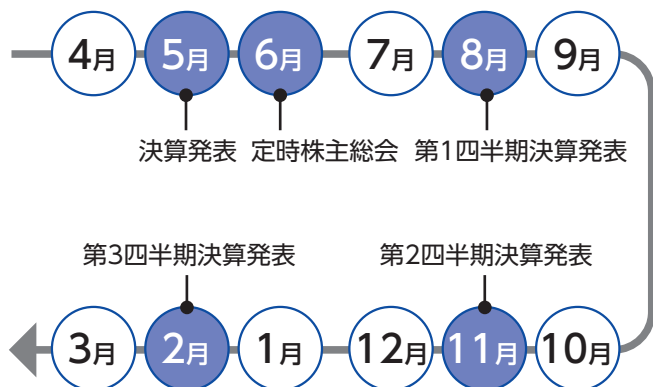 4月 5月 6月 7月 8月 9月
決算発表 定時株主総会 第1四半期決算発表
第3四半期決算発表 第2四半期決算発表
3月 2月 1月 12月 11月 10月